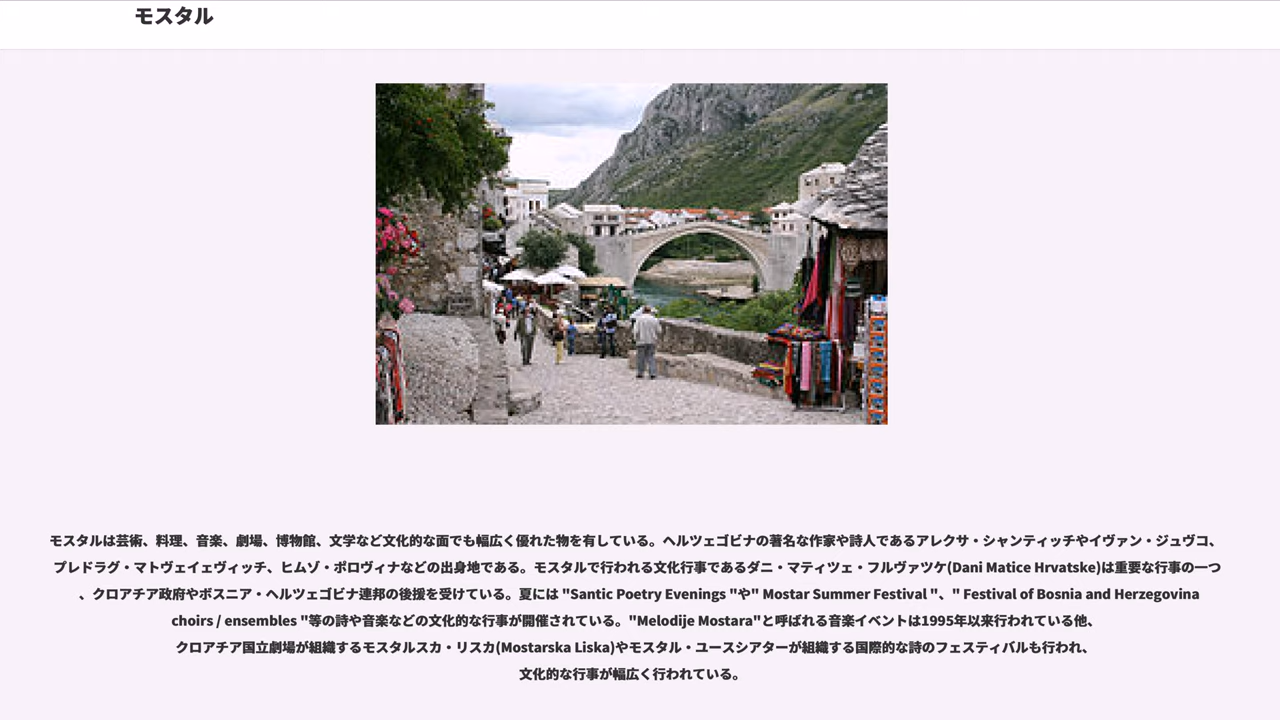 モスタル
モスタルは芸術、料理、音楽、劇場、博物館、文学など文化的な面でも幅広く優れた物を有している。ヘルツェゴビナの著名な作家や詩人であるアレクサ・シャンティッチやイヴァン・ジュヴコ、
プレドラグ・マトヴェイェヴィッチ、ヒムゾ・ポロヴィナなどの出身地である。モスタルで行われる文化行事であるダニ・マティツェ・フルヴァツケ(Dani Matice Hrvatske)は重要な行事の一つ
、クロアチア政府やボスニア・ヘルツェゴビナ連邦の後援を受けている。夏には "Santic Poetry Evenings "や" Mostar Summer Festival "、" Festival of Bosnia and Herzegovina
choirs / ensembles "等の詩や音楽などの文化的な行事が開催されている。"Melodije Mostara"と呼ばれる音楽イベントは1995年以来行われている他、
クロアチア国立劇場が組織するモスタルスカ・リスカ(Mostarska Liska)やモスタル・ユースシアターが組織する国際的な詩のフェスティバルも行われ、
文化的な行事が幅広く行われている。